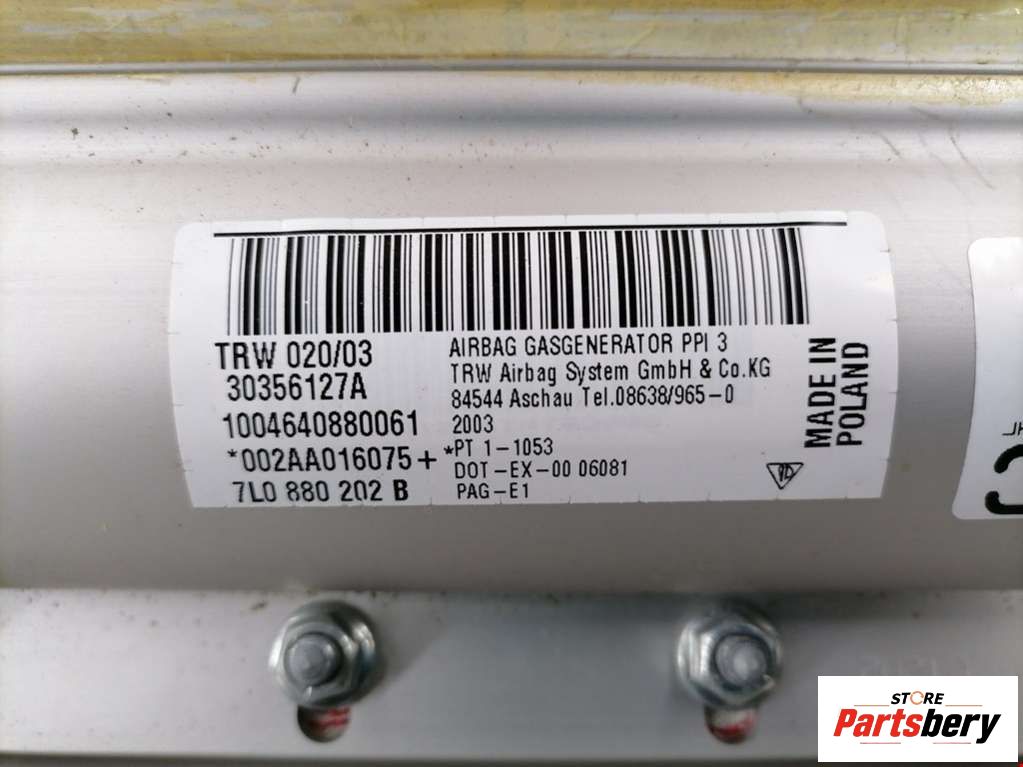 TRW 020/03
30356127A
1004640880061
*002AA016075+
7L0 880 202 B
AIRBAG GASGENERATOR PPI 3
TRW Airbag System GmbH & Co.KG
84544 Aschau Tel.08638/965-0
2003
*PT 1-1053
DOT-EX-00 06081
PAG-E1
MADE IN
POLAND
STORE
Partsbery